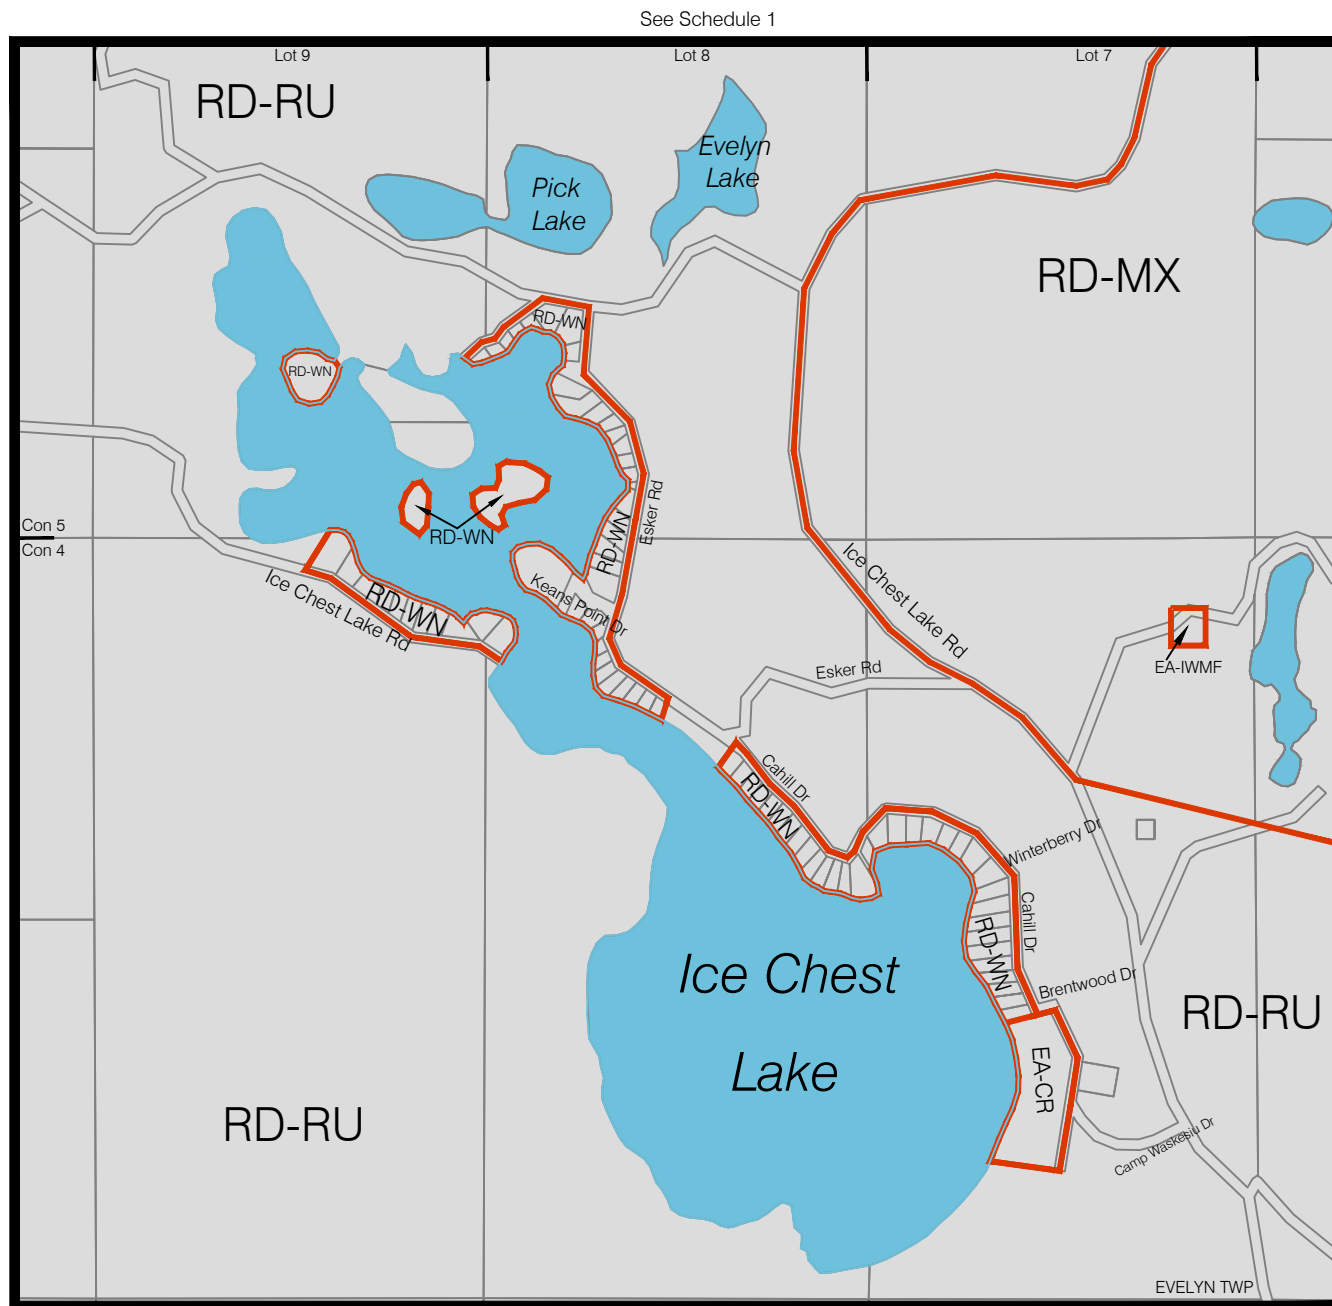 See Schedule 1
Lot 9
Lot 8
Lot 7
RD-RU
Evelyn
Lake
Pick
Lake
RD-MX
RD-WN
RD-WN
Esker Rd
RD-WN
Con 5
Con 4
RD-WN
Ice Chest Lake Rd
RD-WN
Keans Point Dr
Ice Chest Lake Rd
Esker Rd
EA-IWMF
Cahill Dr
RD-WN
Winterberry Dr
Cahill Dr
RD-WN
Ice Chest
Lake
Brentwood Dr
RD-RU
EA-CR
RD-RU
Camp Waskesiu Dr
EVELYN TWP